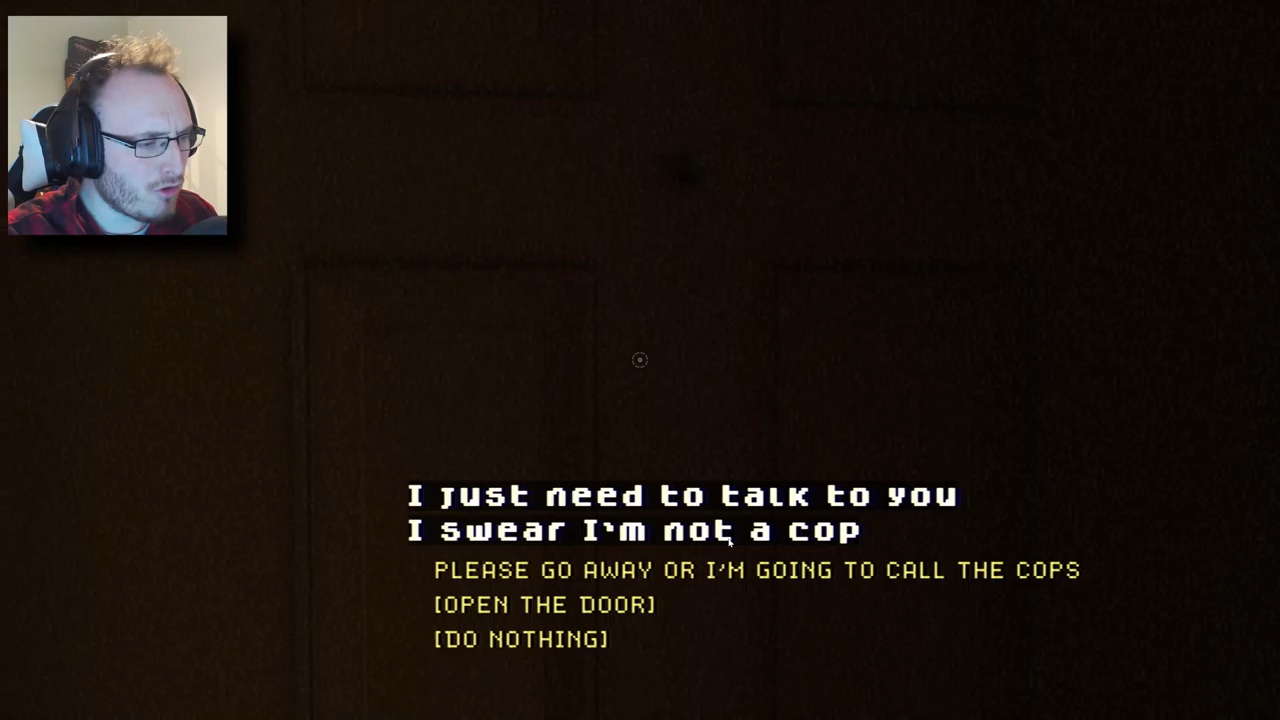 I just need to talk to you
I swear I'm not a cop
PLEASE GO AWAY OR I'M GOING TO CALL THE COPS
[OPEN THE DOOR]
[DO NOTHING]